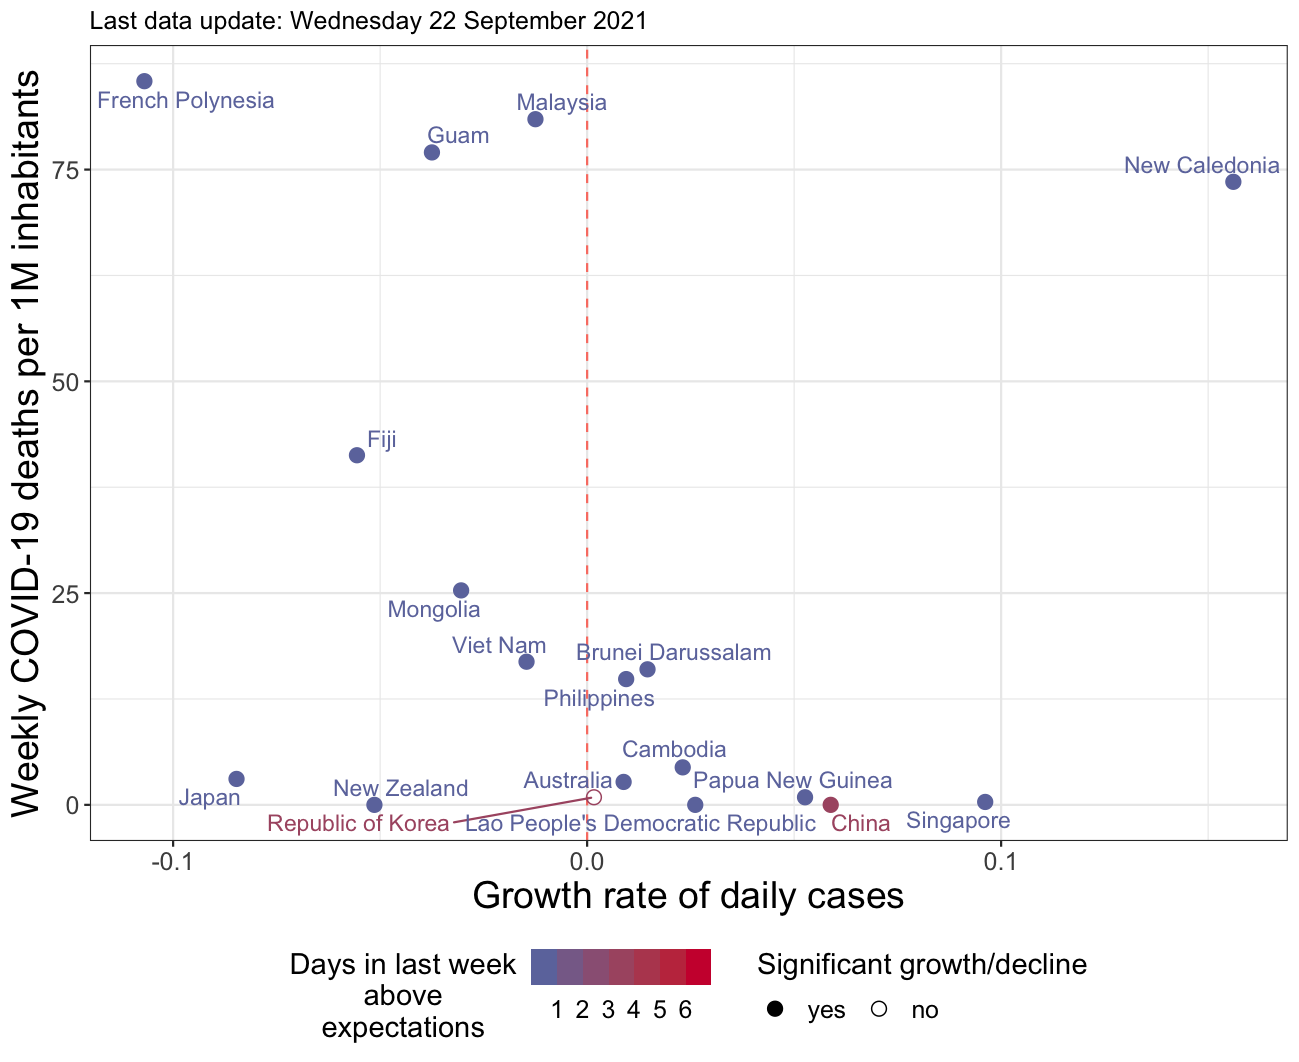 Last data update: Wednesday 22 September 2021
Weekly COVID-19 deaths per 1M inhabitants
75
50
25
0
French Polynesia
Malaysia
Guam
New Caledonia
Fiji
Mongolia
Viet Nam
Brunei Darussalam
Philippines
Cambodia
Australia
Papua New Guinea
New Zealand
Japan
Republic of Korea
Lao People's Democratic Republic
China
Singapore
-0.1
0.0
0.1
Growth rate of daily cases
Days in last week
above
expectations
1 2 3 4 5 6
Significant growth/decline
yes
no